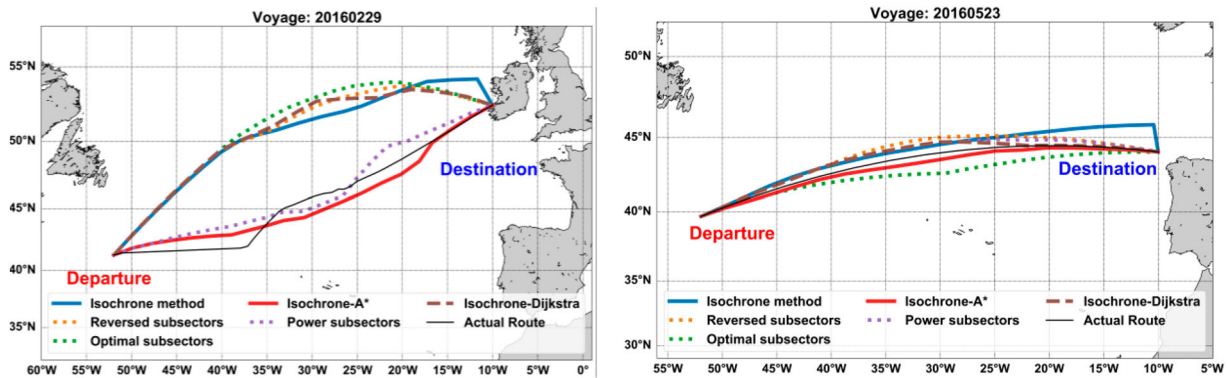 Voyage: 20160229
55°N
50°N
45°N
40°N
35°N
Destination
Departure
Isochrone method
Isochrone-A*
Isochrone-Dijkstra
Reversed subsectors
Power subsectors
Actual Route
Optimal subsectors
60°W 55°W 50°W 45°W 40°W 35°W 30°W 25°W 20°W 15°W 10°W 5°W 0°
Voyage: 20160523
50°N
45°N
40°N
35°N
30°N
Destination
Departure
Isochrone method
Isochrone-A*
Isochrone-Dijkstra
Reversed subsectors
Power subsectors
Actual Route
Optimal subsectors
55°W 50°W 45°W 40°W 35°W 30°W 25°W 20°W 15°W 10°W 5°W